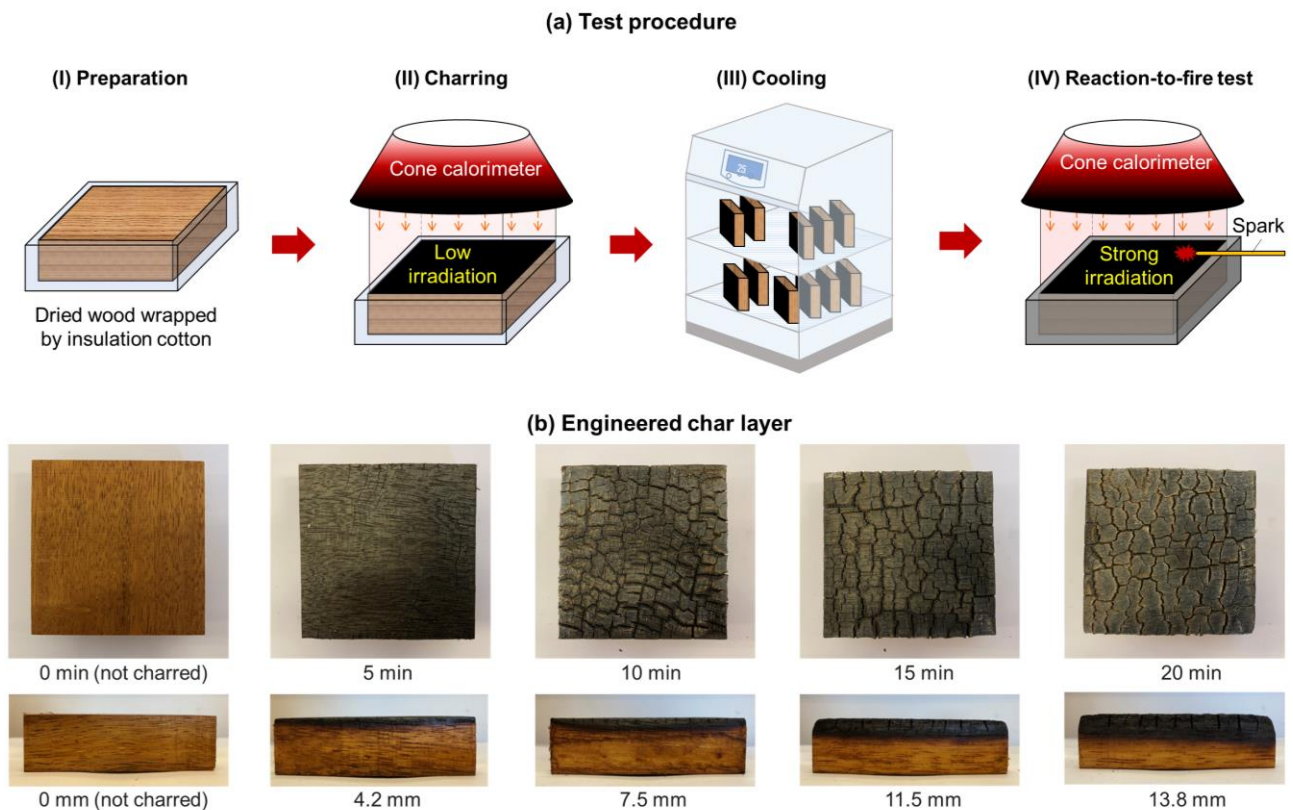 (a) Test procedure
(I) Preparation
(II) Charring
(III) Cooling
(IV) Reaction-to-fire test
Cone calorimeter
25
Cone calorimeter
Spark
Low
irradiation
Strong
irradiation
Dried wood wrapped
by insulation cotton
(b) Engineered char layer
0 min (not charred)
5 min
10 min
15 min
20 min
0 mm (not charred)
4.2 mm
7.5 mm
11.5 mm
13.8 mm